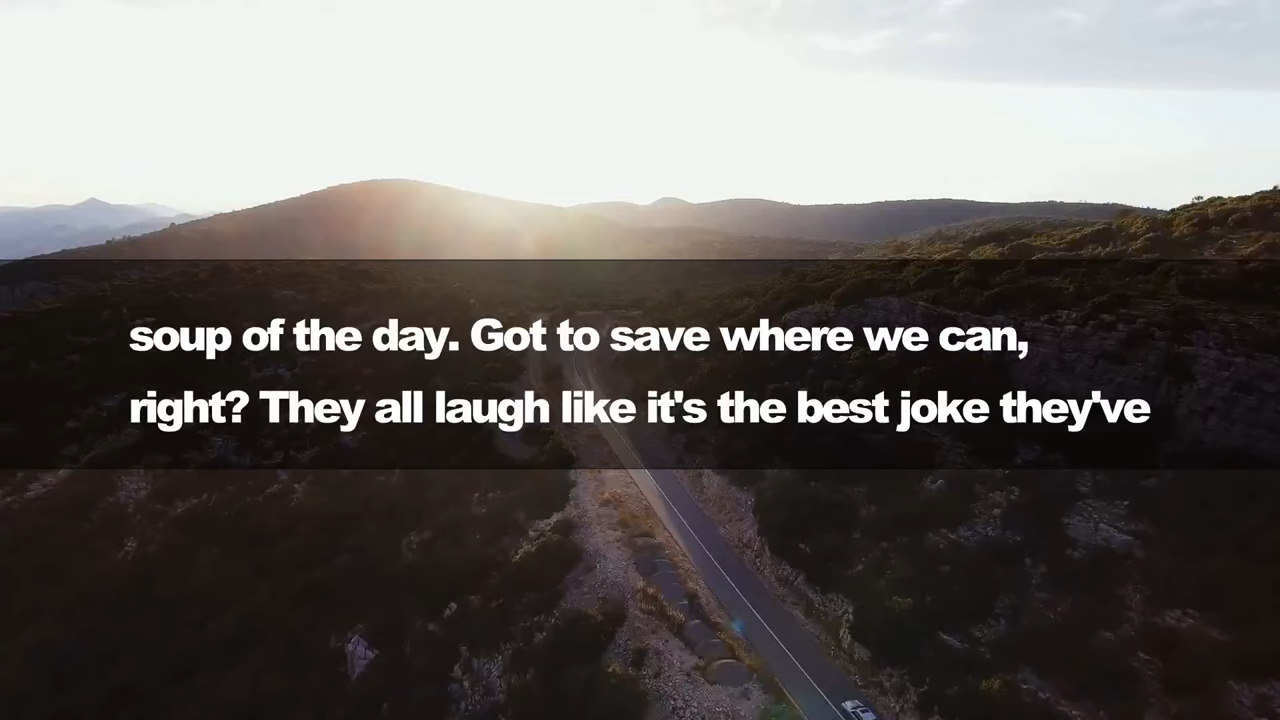 soup of the day. Got to save where we can,
right? They all laugh like it's the best joke they've